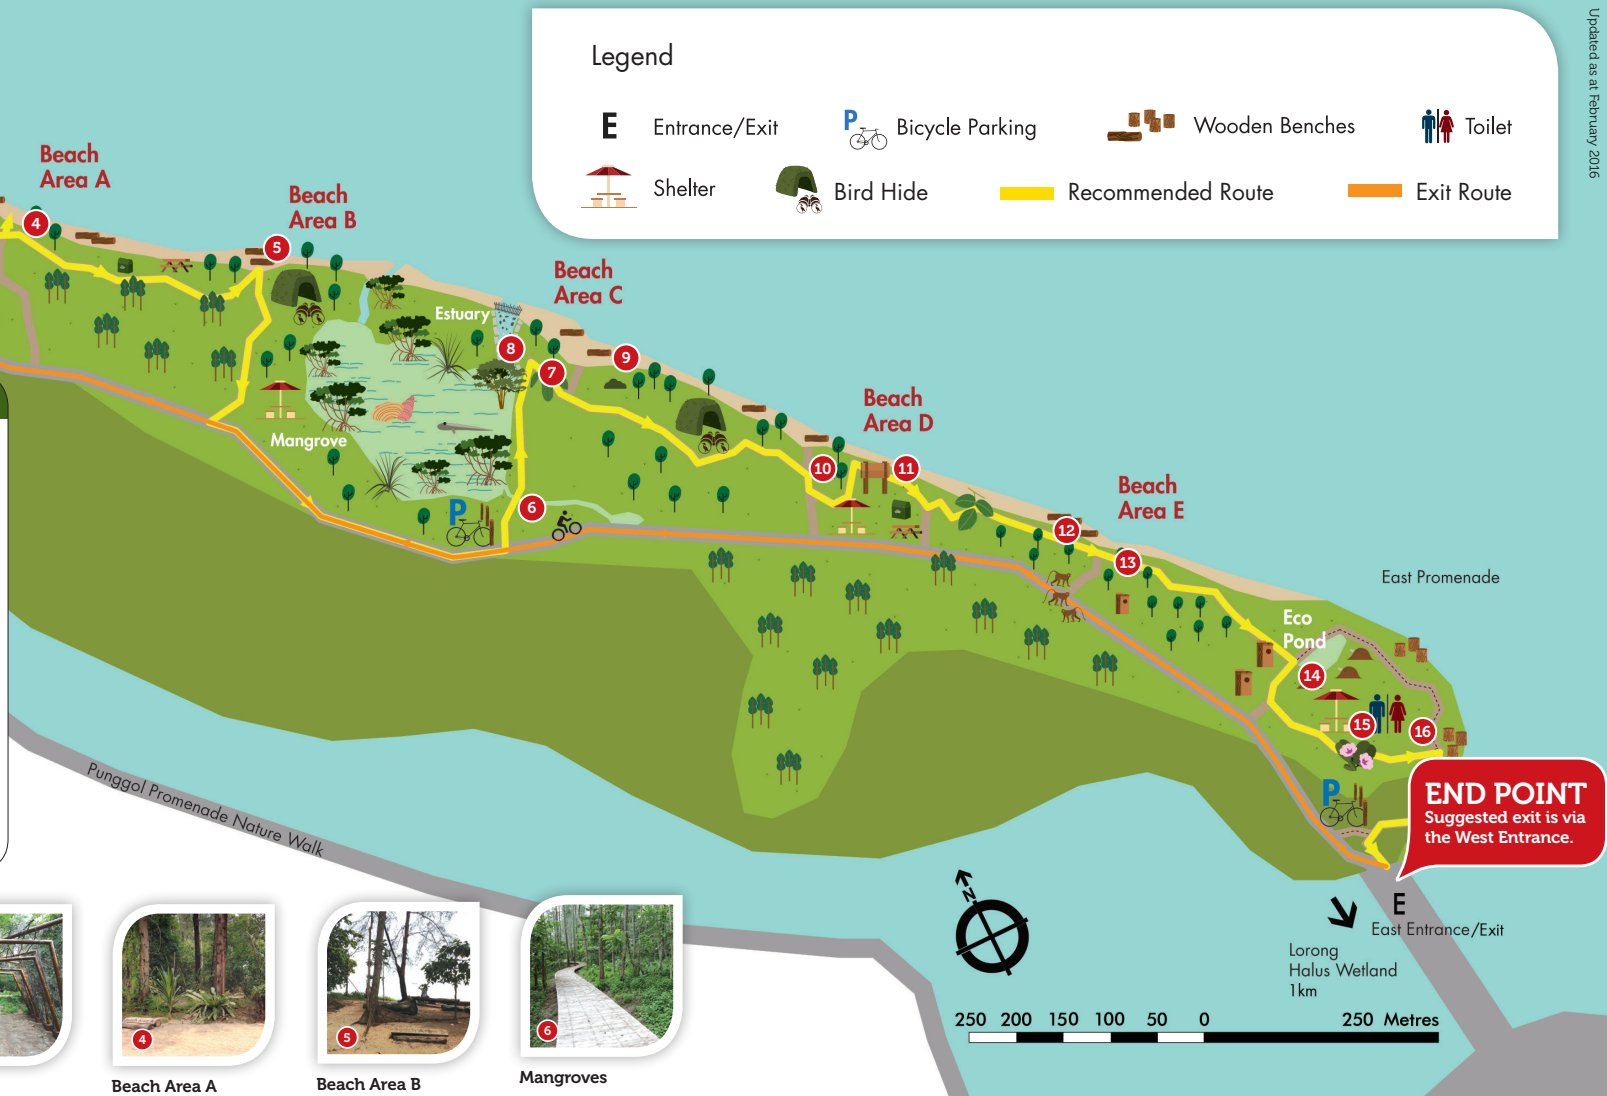 Updated as at February 2016
Legend
E
Entrance/Exit
P
Bicycle Parking
Wooden Benches
Toilet
Shelter
Bird Hide
Recommended Route
Exit Route
Beach
Area A
4
Beach
Area B
5
Beach
Area C
Estuary
8
7
9
Mangrove
P
6
Beach
Area D
10
11
Beach
Area E
12
13
East Promenade
Eco
Pond
14
15
16
P
END POINT
Suggested exit is via
the West Entrance.
E
East Entrance/Exit
Lorong
Halus Wetland
1km
Punggol Promenade Nature Walk
N
250 200 150 100 50 0 250 Metres
4
Beach Area A
5
Beach Area B
6
Mangroves